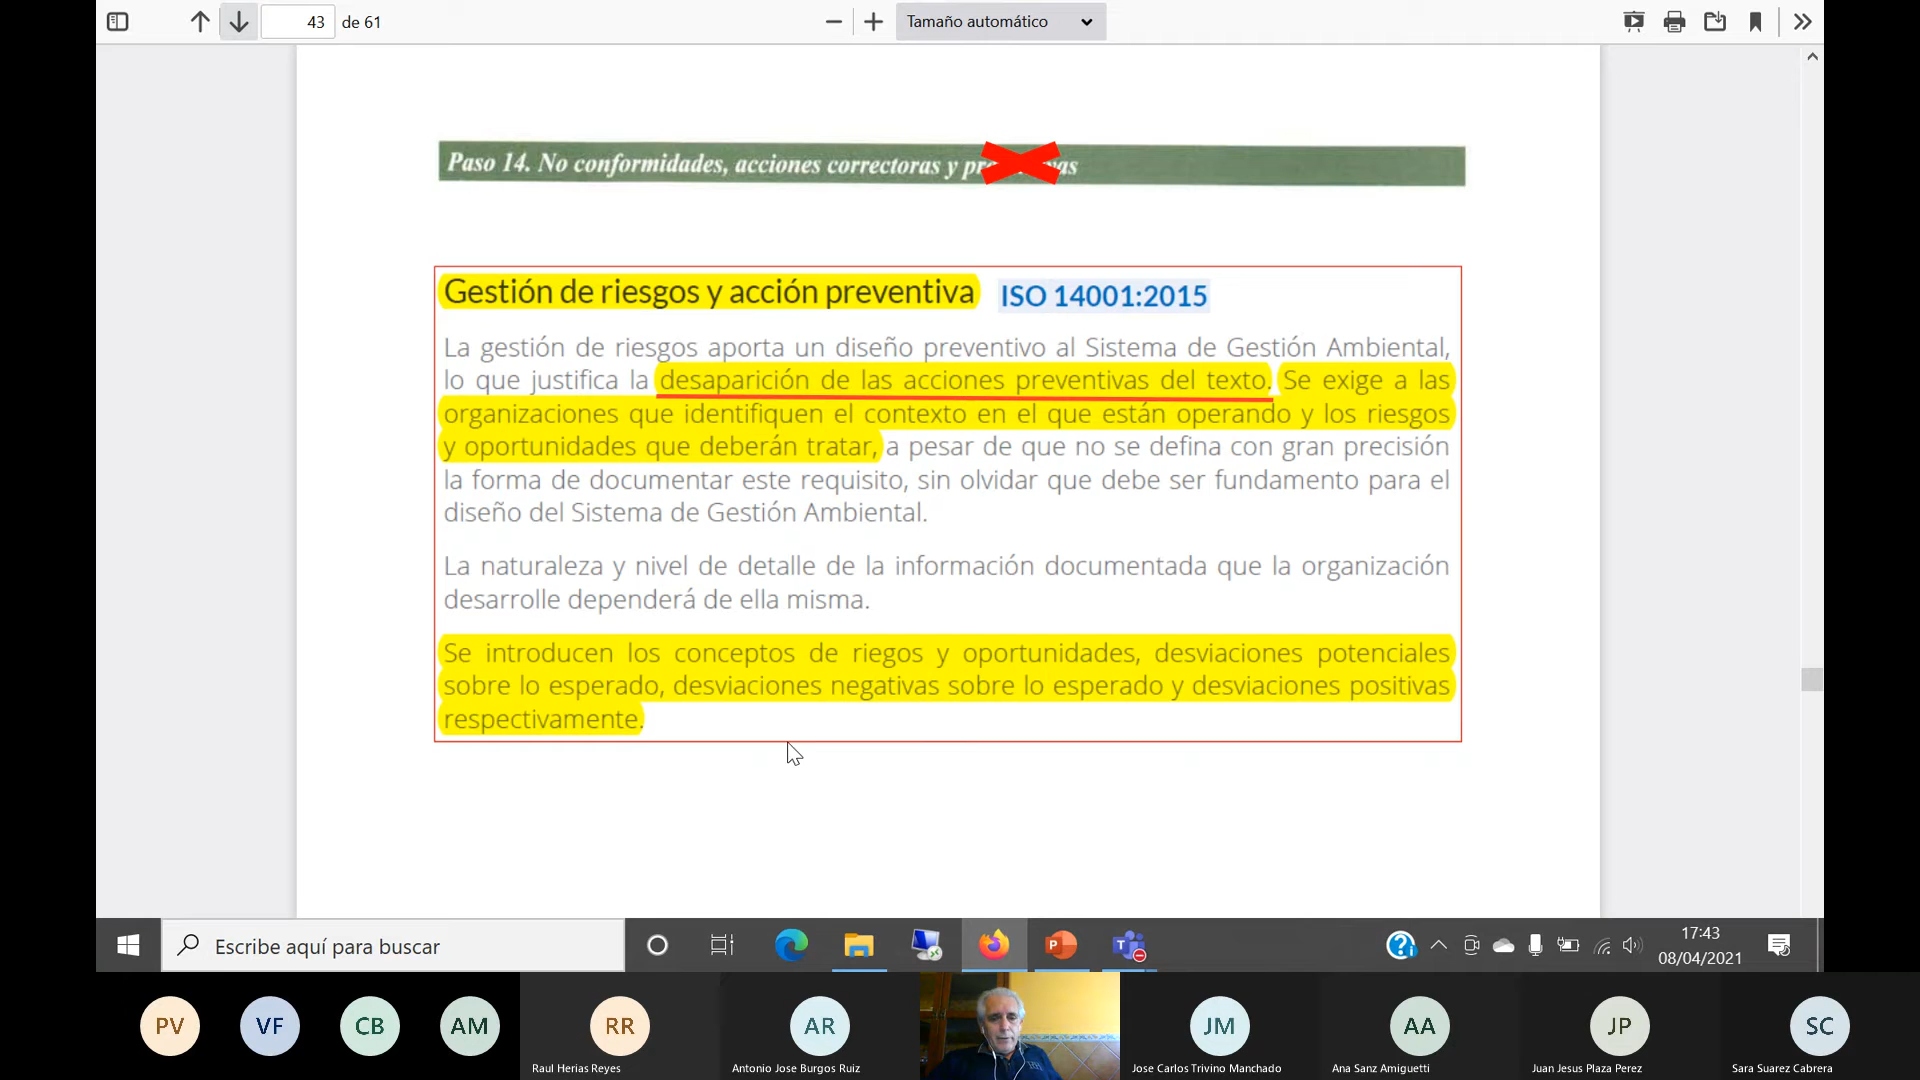 43 de 61
Tamaño automático
Paso 14. No conformidades, acciones correctoras y
Gestión de riesgos y acción preventiva ISO 14001:2015
La gestión de riesgos aporta un diseño preventivo al Sistema de Gestión Ambiental,
lo que justifica la desaparición de las acciones preventivas del texto. Se exige a las
organizaciones que identifiquen el contexto en el que están operando y los riesgos
y oportunidades que deberán tratar, a pesar de que no se defina con gran precisión
la forma de documentar este requisito, sin olvidar que debe ser fundamento para el
diseño del Sistema de Gestión Ambiental.
La naturaleza y nivel de detalle de la información documentada que la organización
desarrolle dependerá de ella misma.
Se introducen los conceptos de riegos y oportunidades, desviaciones potenciales
sobre lo esperado, desviaciones negativas sobre lo esperado y desviaciones positivas
respectivamente.
Escribe aquí para buscar
17:43
08/04/2021
PV VF CB AM RR AR JM AA JP SC
Raul Herias Reyes Antonio Jose Burgos Ruiz Jose Carlos Trivino Manchado Ana Sanz Amiguetti Juan Jesus Plaza Perez Sara Suarez Cabrera